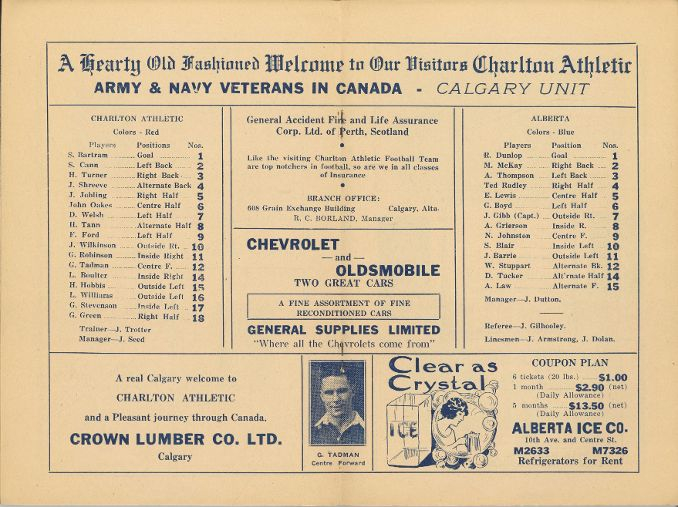 A Hearty Old Fashioned Welcome to Our Visitors Charlton Athletic
ARMY & NAVY VETERANS IN CANADA - CALGARY UNIT
CHARLTON ATHLETIC
Colors - Red
Players Positions Nos.
S. Bartram Goal 1
S. Cann Left Back 2
H. Turner Right Back 3
J. Shreeve Alternate Back 4
J. Jobling Right Half 5
John Oakes Centre Half 6
D. Welsh Left Half 7
B. Tann Alternate Half 8
F. Ford Left Half 9
J. Wilkinson Outside Rt. 10
G. Robinson Inside Right 11
G. Tadman Centre F. 12
L. Boulter Inside Right 14
H. Hobbis Outside Left 15
L. Williams Outside Left 16
G. Stevenson Inside Left 17
G. Green Right Half 18
Trainer—J. Trotter
Manager—J. Seed
General Accident Fire and Life Assurance
Corp. Ltd. of Perth, Scotland
Like the visiting Charlton Athletic Football Team
are top notchers in football, so are we in all classes
of Insurance
BRANCH OFFICE:
608 Grain Exchange Building Calgary, Alta.
R. C. BORLAND, Manager
CHEVROLET
— and —
OLDSMOBILE
TWO GREAT CARS
A FINE ASSORTMENT OF FINE
RECONDITIONED CARS
GENERAL SUPPLIES LIMITED
"Where all the Chevrolets come from"
ALBERTA
Colors - Blue
Players Position Nos.
R. Dunlop Goal 1
M. McKay Right Back 2
A. Thompson Left Back 3
Ted Rudley Right Half 4
E. Lewis Centre Half 5
G. Boyd Left Half 6
J. Gibb (Capt.) Outside Rt. 7
A. Grierson Inside R. 8
N. Johnston Centre F. 9
S. Blair Inside Left 10
J. Barrie Outside Left 11
W. Stuppart Alternate Bk. 12
D. Tucker Alt'rnate Half 14
A. Law Alternate F. 15
Manager—J. Dutton.
Referee—J. Gilhooley.
Linesmen—J. Armstrong, J. Dolan.
A real Calgary welcome to
CHARLTON ATHLETIC
and a Pleasant journey through Canada.
CROWN LUMBER CO. LTD.
Calgary
G. TADMAN
Centre Forward
Clear as
Crystal
ICE
COUPON PLAN
6 tickets (20 lbs.) $1.00
1 month $2.90 (net)
(Daily Allowance)
5 months $13.50 (net)
(Daily Allowance)
ALBERTA ICE CO.
10th Ave. and Centre St.
M2633 M7326
Refrigerators for Rent